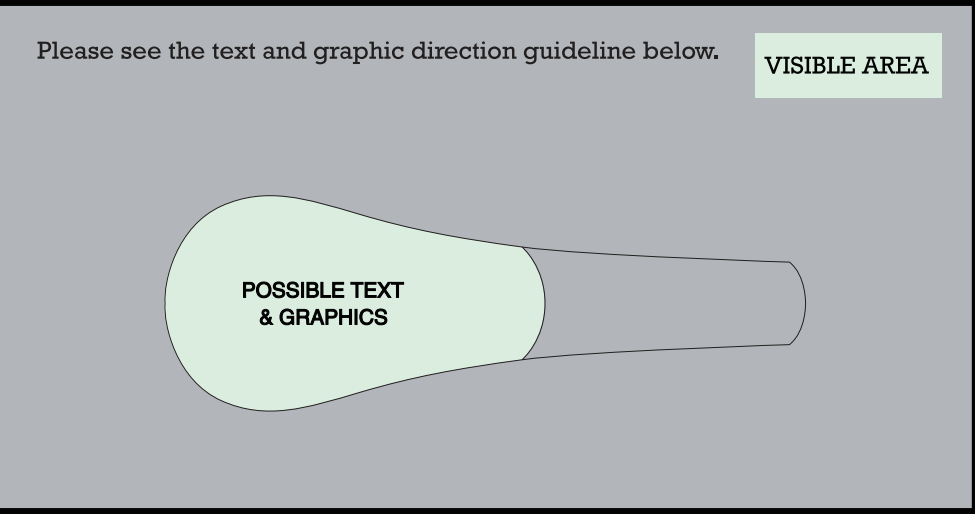 Please see the text and graphic direction guideline below.
VISIBLE AREA
POSSIBLE TEXT
& GRAPHICS